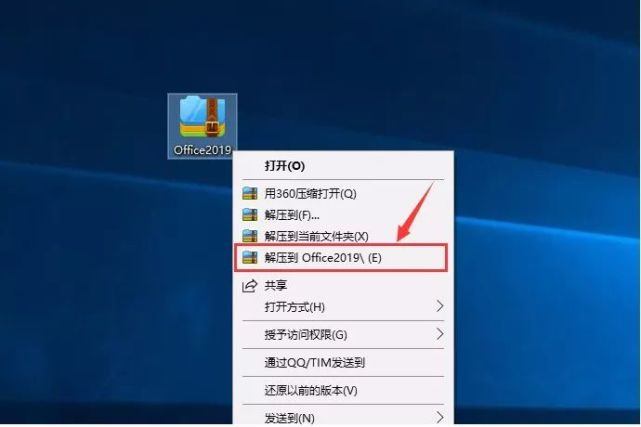 Office2019
打开(O)
用360压缩打开(Q)
解压到(F)...
解压到当前文件夹(X)
解压到 Office2019\ (E)
共享
打开方式(H)
授予访问权限(G)
通过QQ/TIM发送到
还原以前的版本(V)
发送到(N)